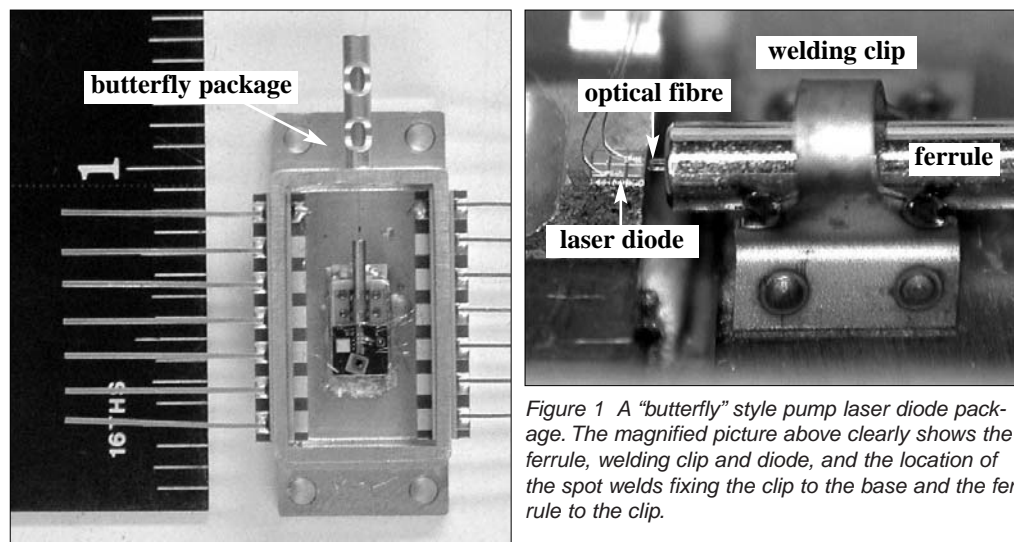 butterfly package
1
16THS
welding clip
optical fibre
ferrule
laser diode
Figure 1 A “butterfly” style pump laser diode pack-
age. The magnified picture above clearly shows the
ferrule, welding clip and diode, and the location of
the spot welds fixing the clip to the base and the fer
rule to the clip.